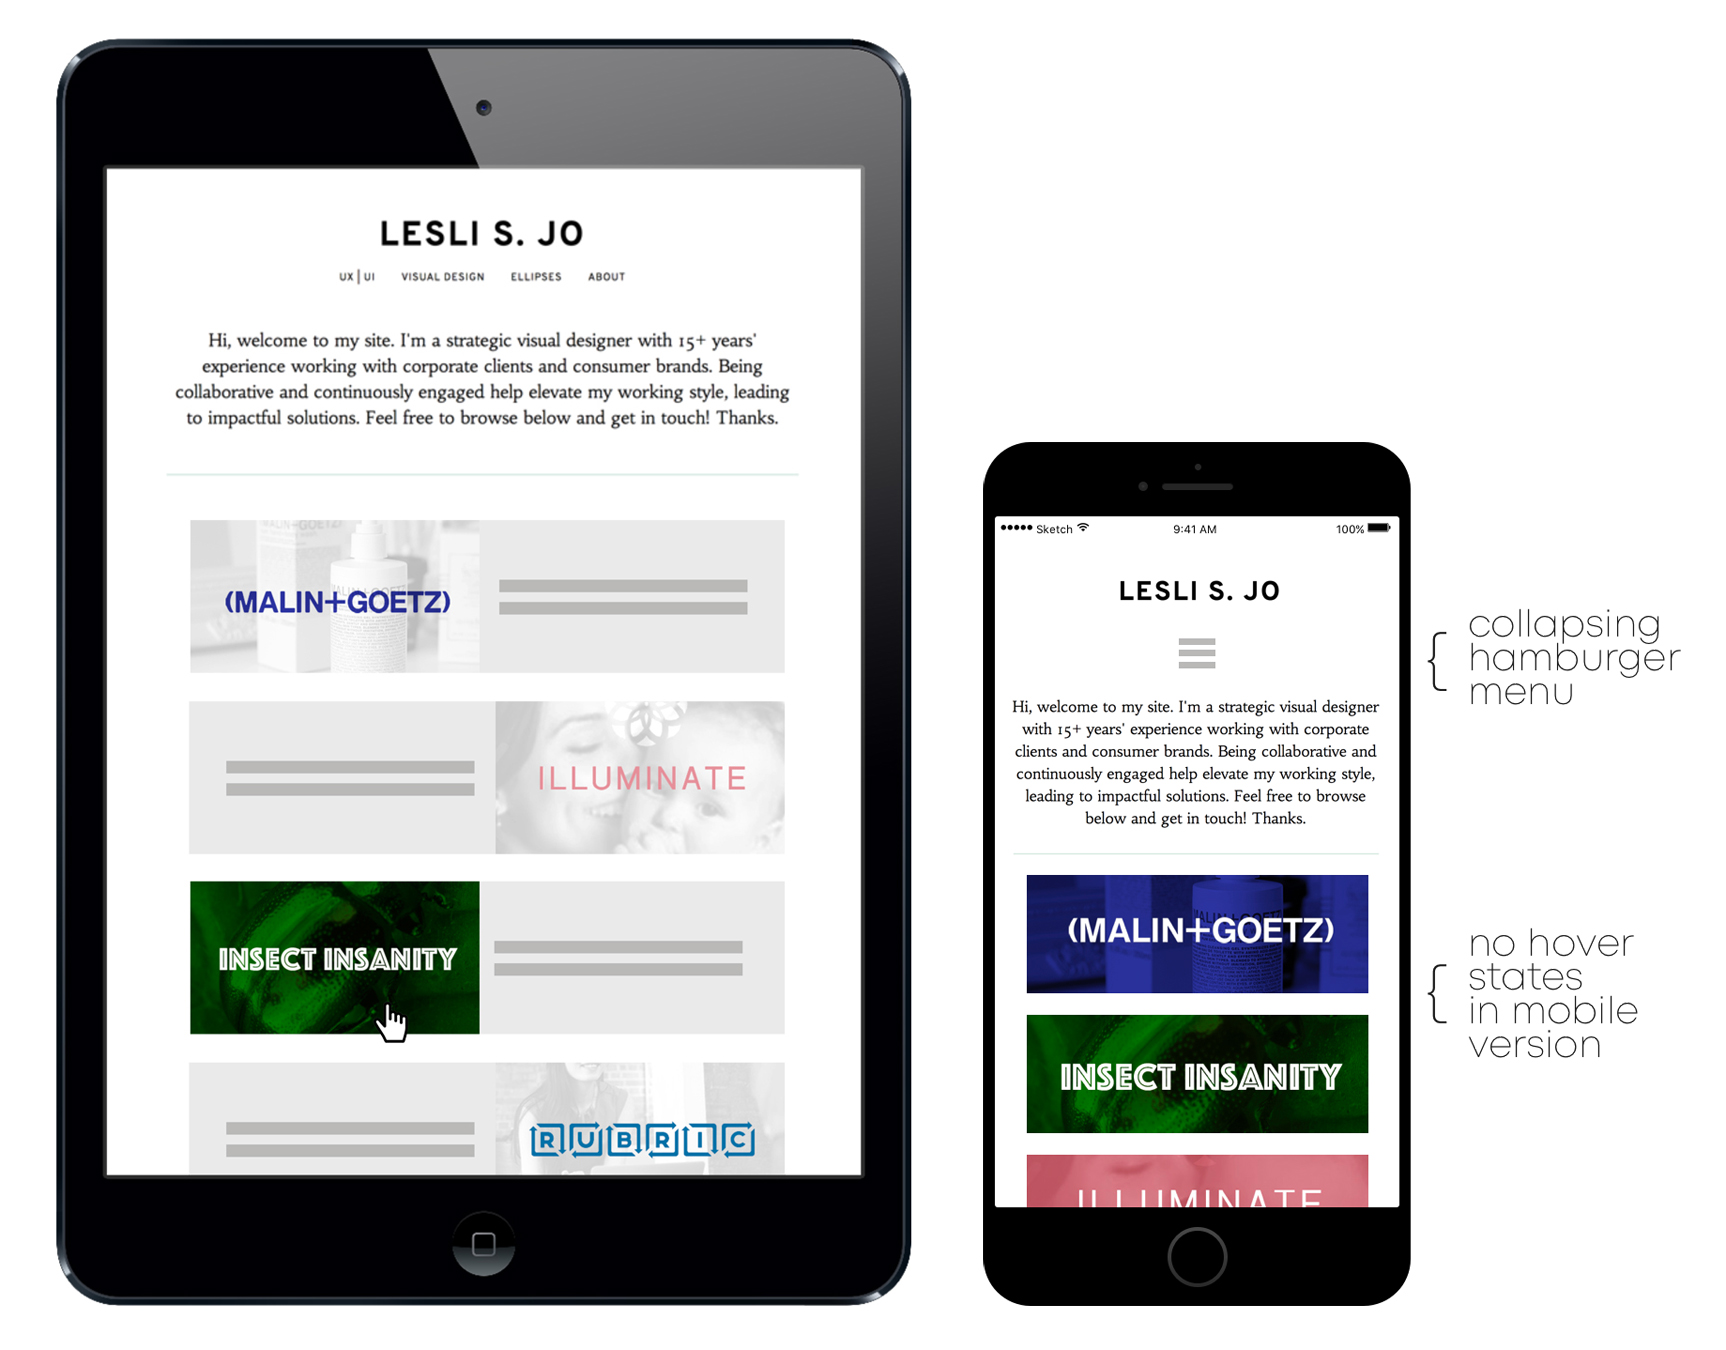 LESLI S. JO
UX | UI VISUAL DESIGN ELLIPSES ABOUT
Hi, welcome to my site. I'm a strategic visual designer with 15+ years'
experience working with corporate clients and consumer brands. Being
collaborative and continuously engaged help elevate my working style, leading
to impactful solutions. Feel free to browse below and get in touch! Thanks.
(MALIN+GOETZ)
ILLUMINATE
INSECT INSANITY
RUBRIC
Sketch 9:41 AM 100%
LESLI S. JO
Hi, welcome to my site. I'm a strategic visual designer
with 15+ years' experience working with corporate
clients and consumer brands. Being collaborative and
continuously engaged help elevate my working style,
leading to impactful solutions. Feel free to browse
below and get in touch! Thanks.
(MALIN+GOETZ)
INSECT INSANITY
ILLUMINATE
collapsing
hamburger
menu
no hover
states
in mobile
version